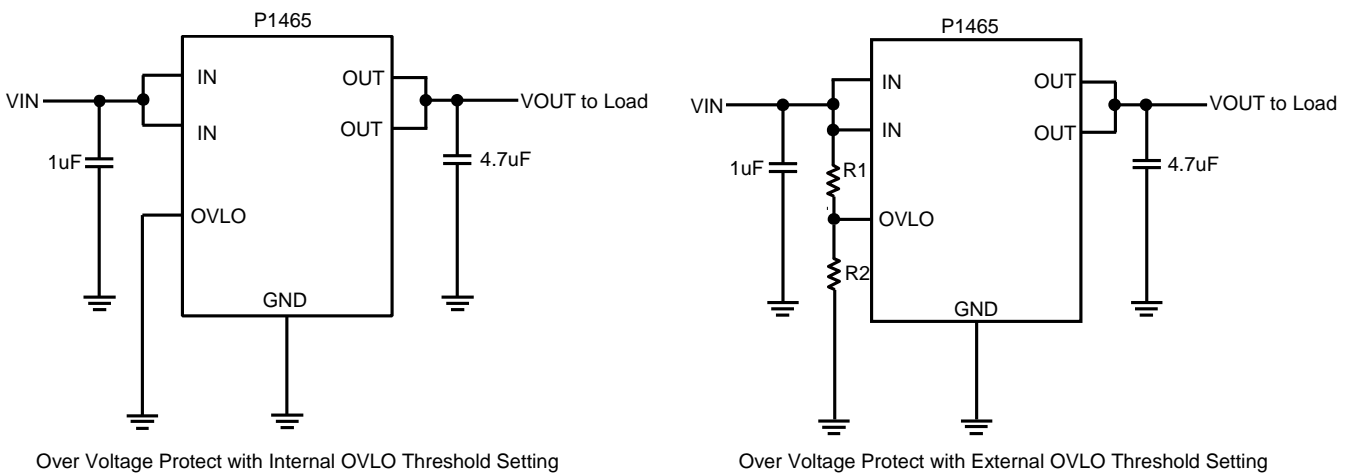 P1465
IN
OUT
VIN
VOUT to Load
IN
OUT
1uF
4.7uF
OVLO
GND
Over Voltage Protect with Internal OVLO Threshold Setting
P1465
IN
OUT
VIN
VOUT to Load
IN
OUT
1uF
R1
4.7uF
OVLO
R2
GND
Over Voltage Protect with External OVLO Threshold Setting